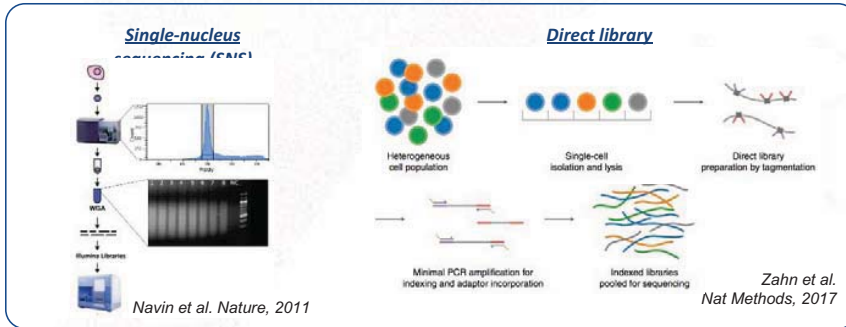 Single-nucleus
sequencing (SNS)
Direct library
Count
Ploidy
WGA
Illumina Libraries
Navin et al. Nature, 2011
Heterogeneous
cell population
Single-cell
isolation and lysis
Direct library
preparation by tagmentation
Minimal PCR amplification for
indexing and adaptor incorporation
Indexed libraries
pooled for sequencing
Zahn et al.
Nat Methods, 2017